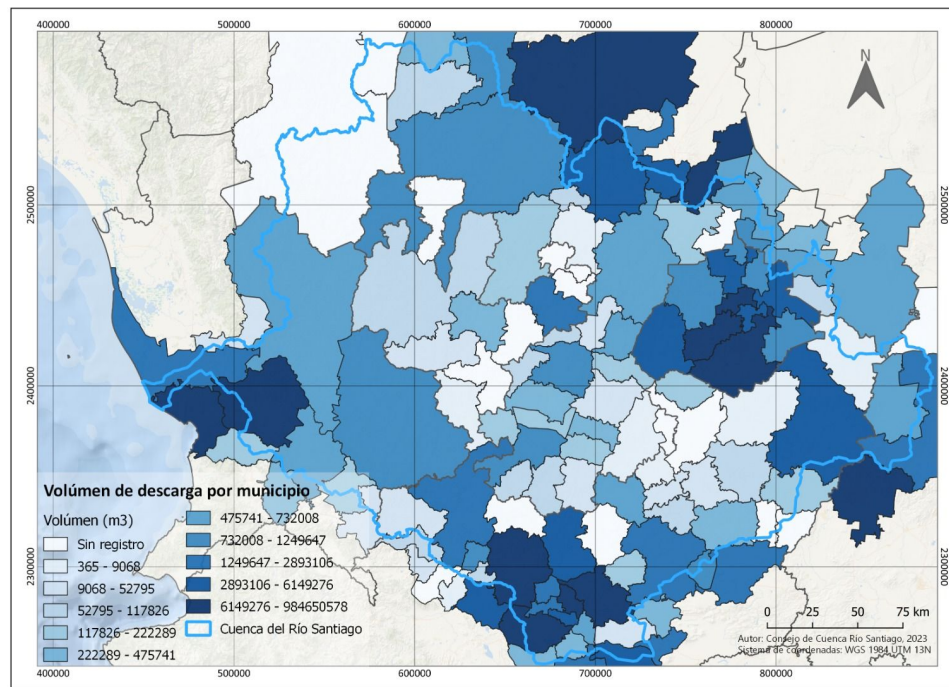 400000 500000 600000 700000 800000
N
2500000 2500000
2400000 2400000
2300000 2300000
Volúmen de descarga por municipio
Volúmen (m3)
Sin registro
365 - 9068
9068 - 52795
52795 - 117826
117826 - 222289
222289 - 475741
475741 - 732008
732008 - 1249647
1249647 - 2893106
2893106 - 6149276
6149276 - 984650578
Cuenca del Río Santiago
0 25 50 75 km
Autor: Consejo de Cuenca Río Santiago, 2023
Sistema de coordenadas: WGS 1984 UTM 13N
400000 500000 600000 700000 800000